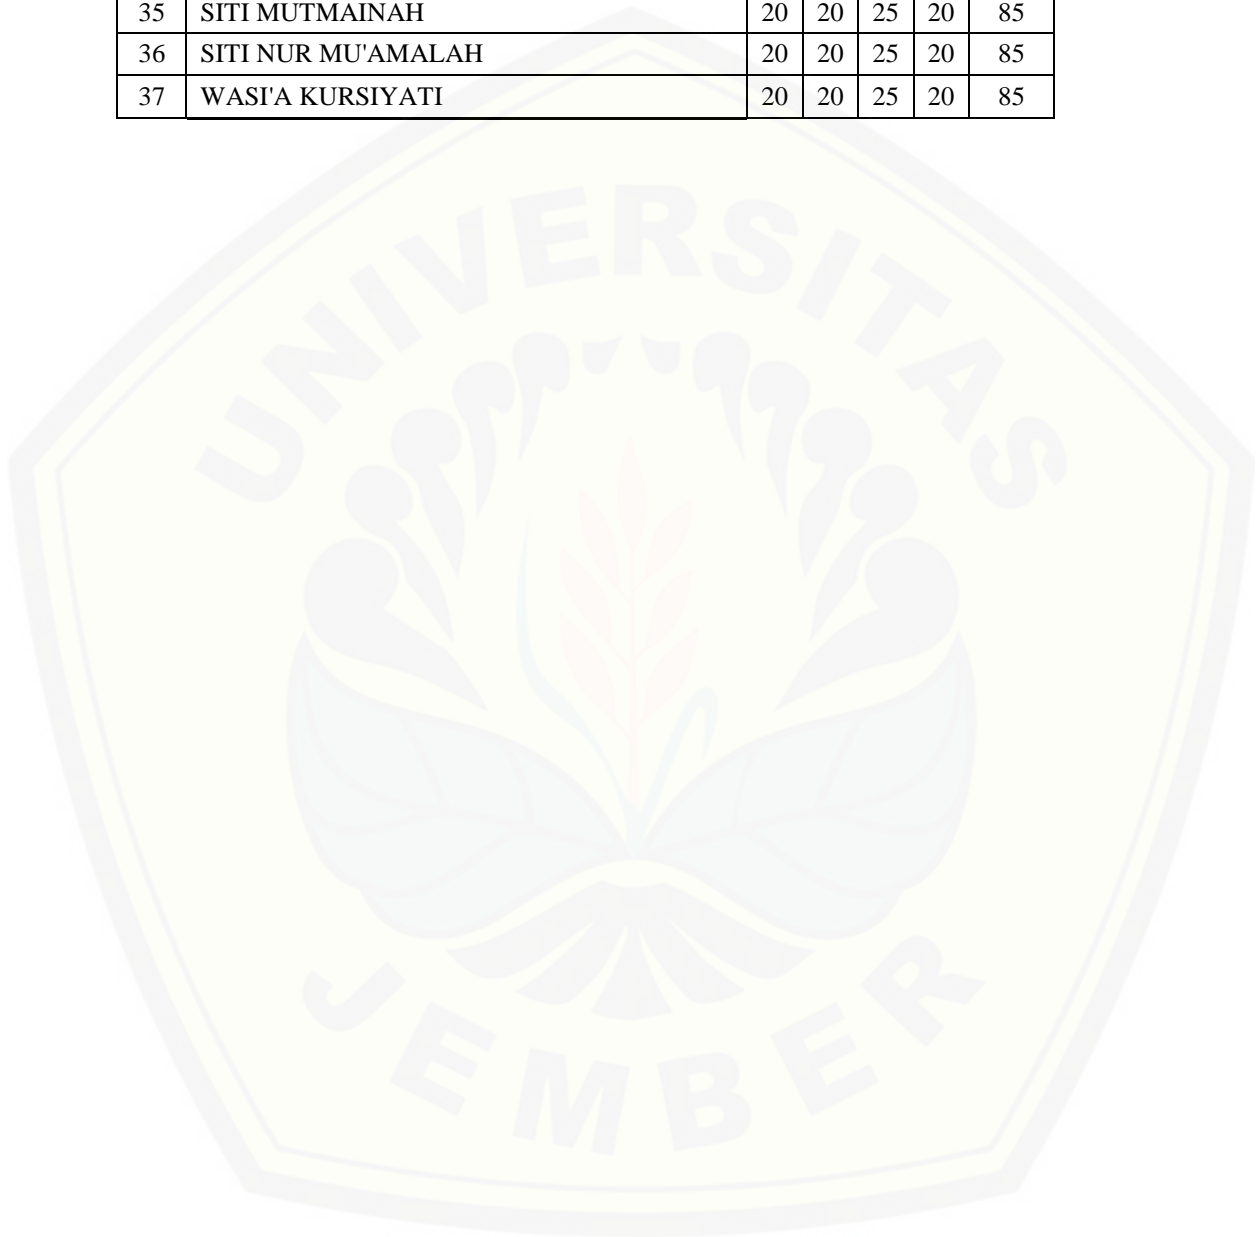 35 SITI MUTMAINAH 20 20 25 20 85
36 SITI NUR MU'AMALAH 20 20 25 20 85
37 WASI'A KURSIYATI 20 20 25 20 85
UNIVERSITAS
JEMBER